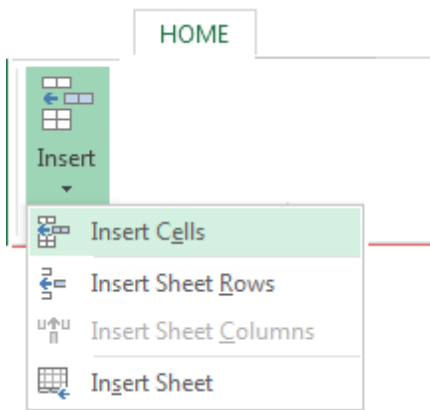 HOME
Insert
Insert Cells
Insert Sheet Rows
Insert Sheet Columns
Insert Sheet